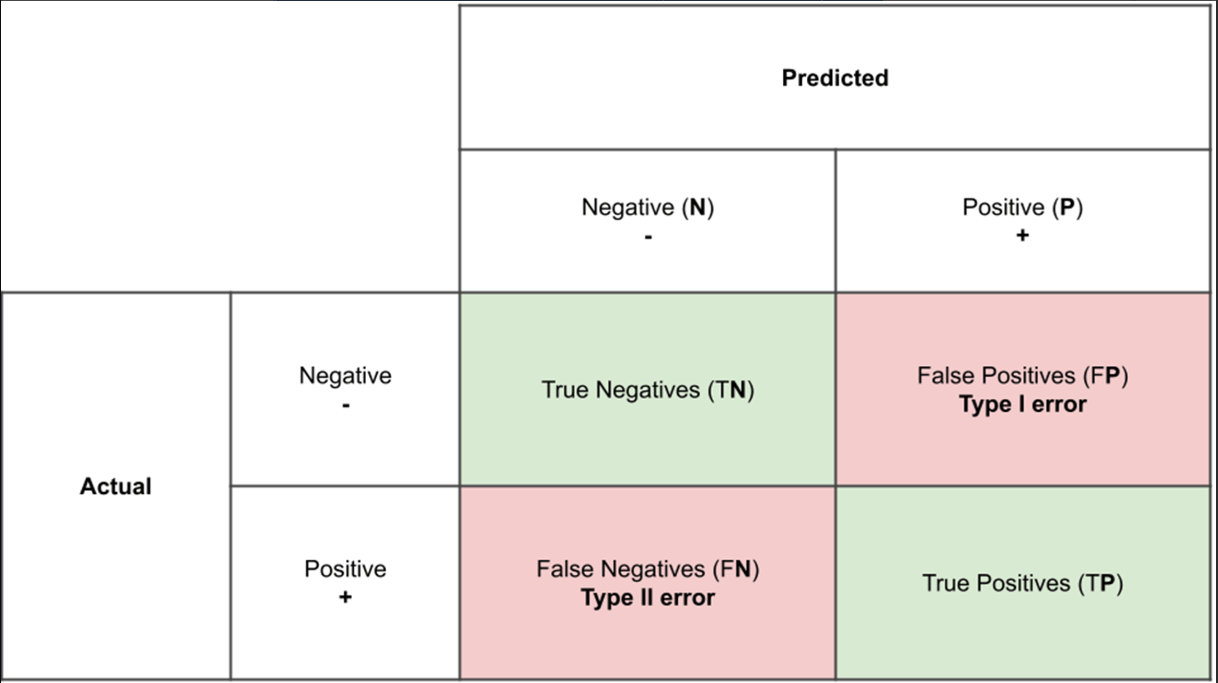 Predicted
Negative (N)
-
Positive (P)
+
Actual
Negative
-
True Negatives (TN)
False Positives (FP)
Type I error
Positive
+
False Negatives (FN)
Type II error
True Positives (TP)